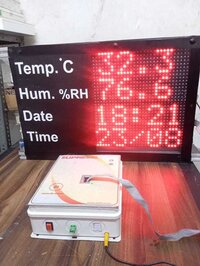 Temp.°C 32.3
Hum. %RH 76.6
Date 18:21
Time 23/08